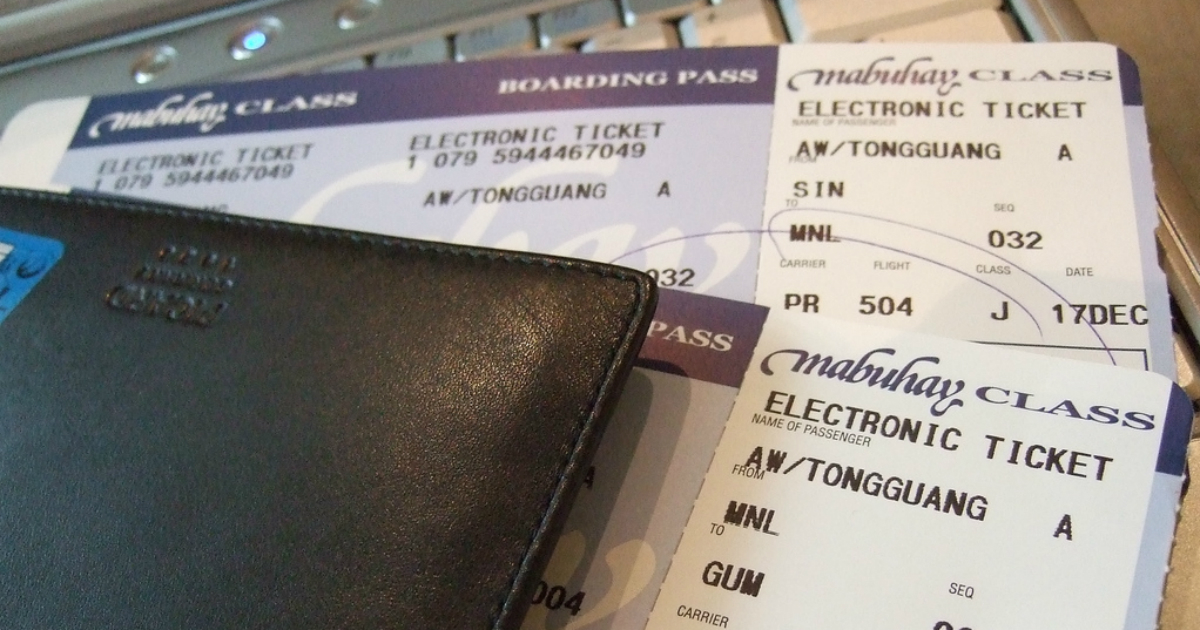 mabuhay CLASS
BOARDING PASS
ELECTRONIC TICKET
1 079 5944467049
ELECTRONIC TICKET
1 079 5944467049
AW/TONGGUANG A
032
mabuhay CLASS
ELECTRONIC TICKET
NAME OF PASSENGER
AW/TONGGUANG A
FROM
SIN
TO
SEQ
MNL 032
CARRIER FLIGHT CLASS DATE
PR 504 J 17DEC
PASS
A
004
mabuhay CLASS
ELECTRONIC TICKET
NAME OF PASSENGER
AW/TONGGUANG A
FROM
MNL
TO
GUM
SEQ
CARRIER